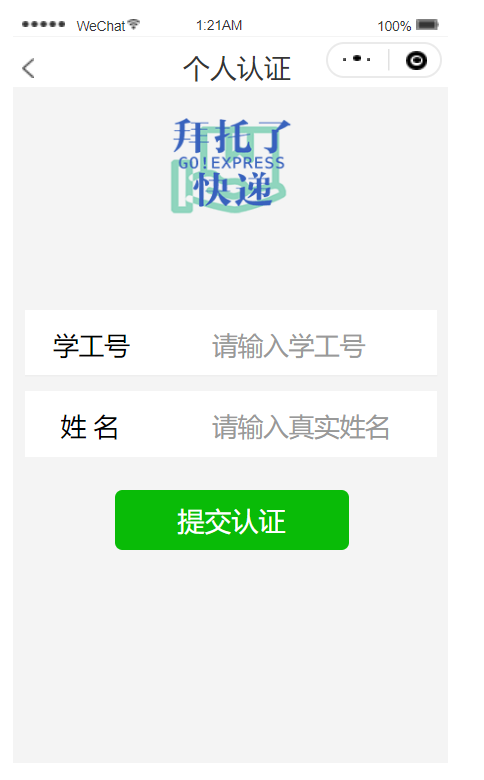 WeChat 1:21AM 100%
个人认证
拜托了
GO!EXPRESS
快递
学工号 请输入学工号
姓 名 请输入真实姓名
提交认证